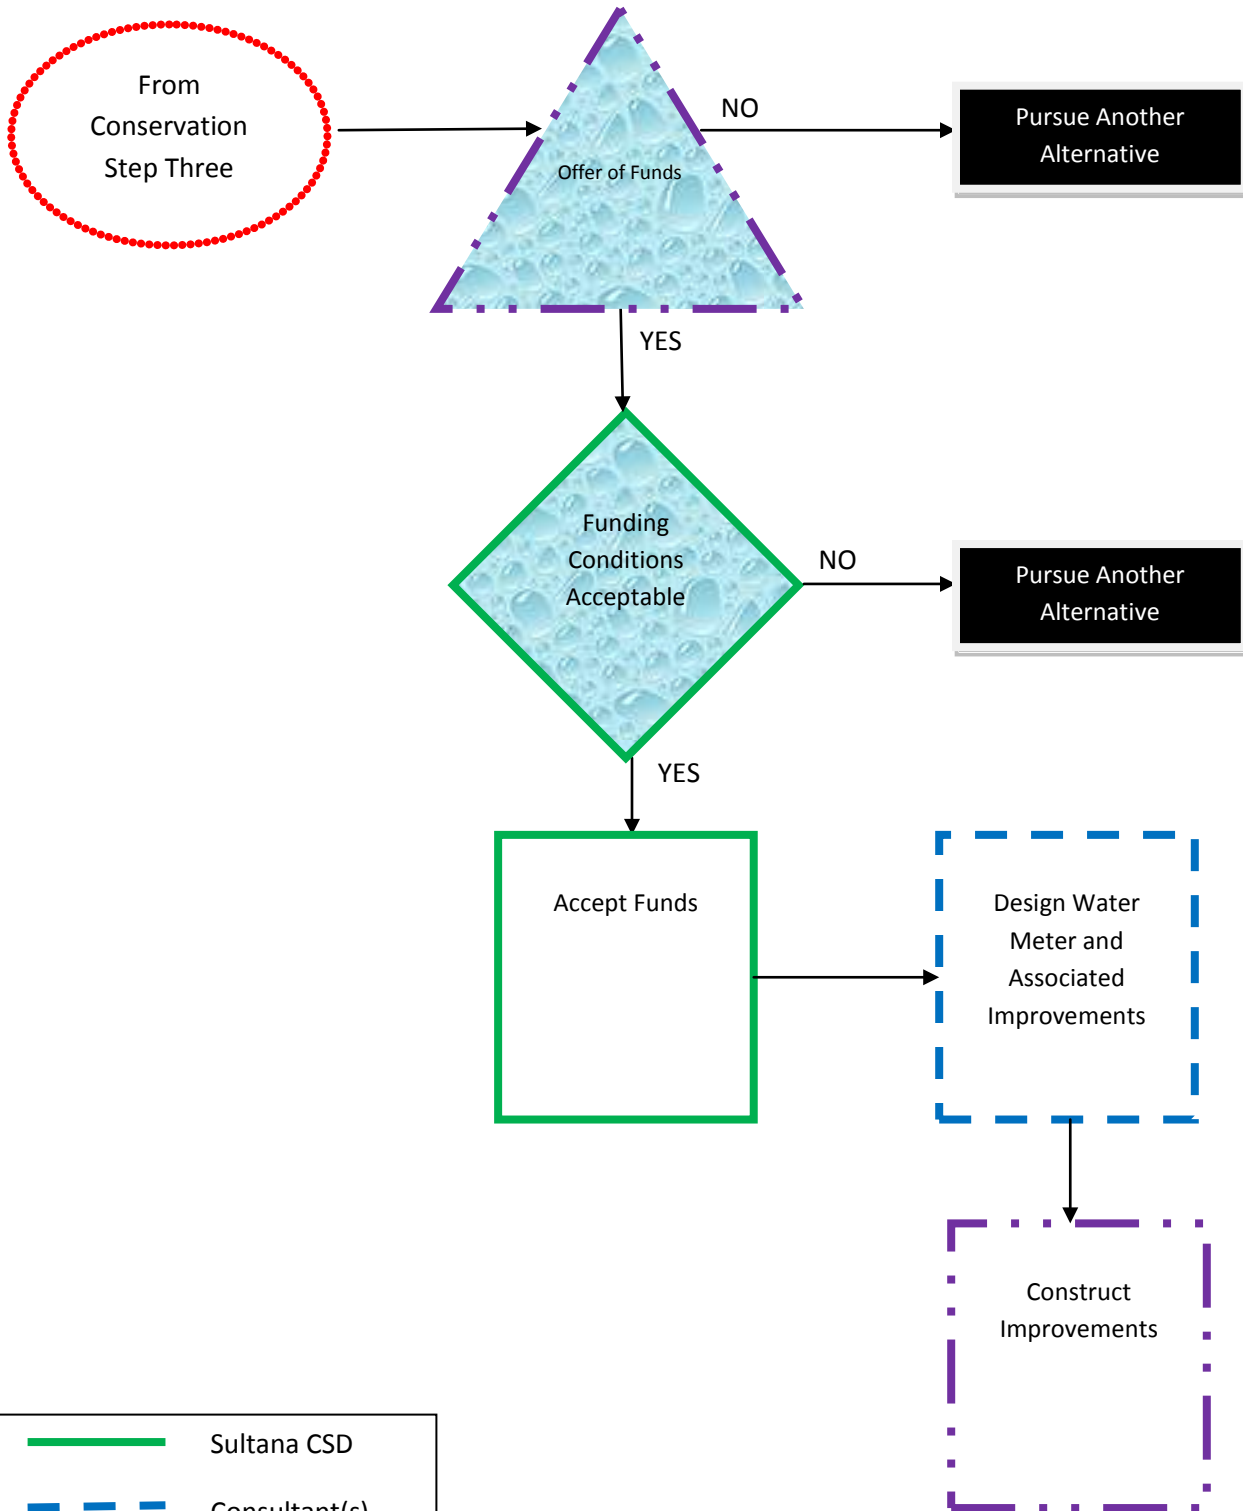 From
Conservation
Step Three
Offer of Funds
NO
Pursue Another
Alternative
YES
Funding
Conditions
Acceptable
NO
Pursue Another
Alternative
YES
Accept Funds
Design Water
Meter and
Associated
Improvements
Construct
Improvements
Sultana CSD
Consultant(s)